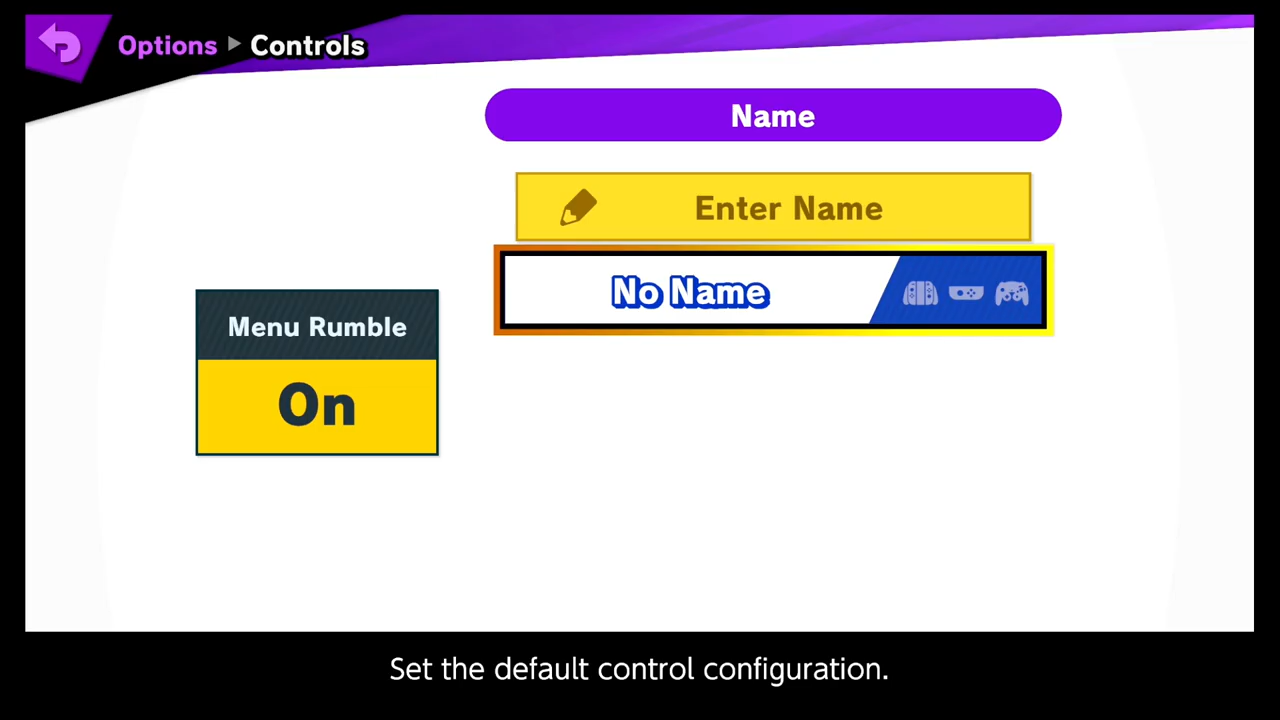 Options ▶ Controls
Name
Enter Name
No Name
Menu Rumble
On
Set the default control configuration.